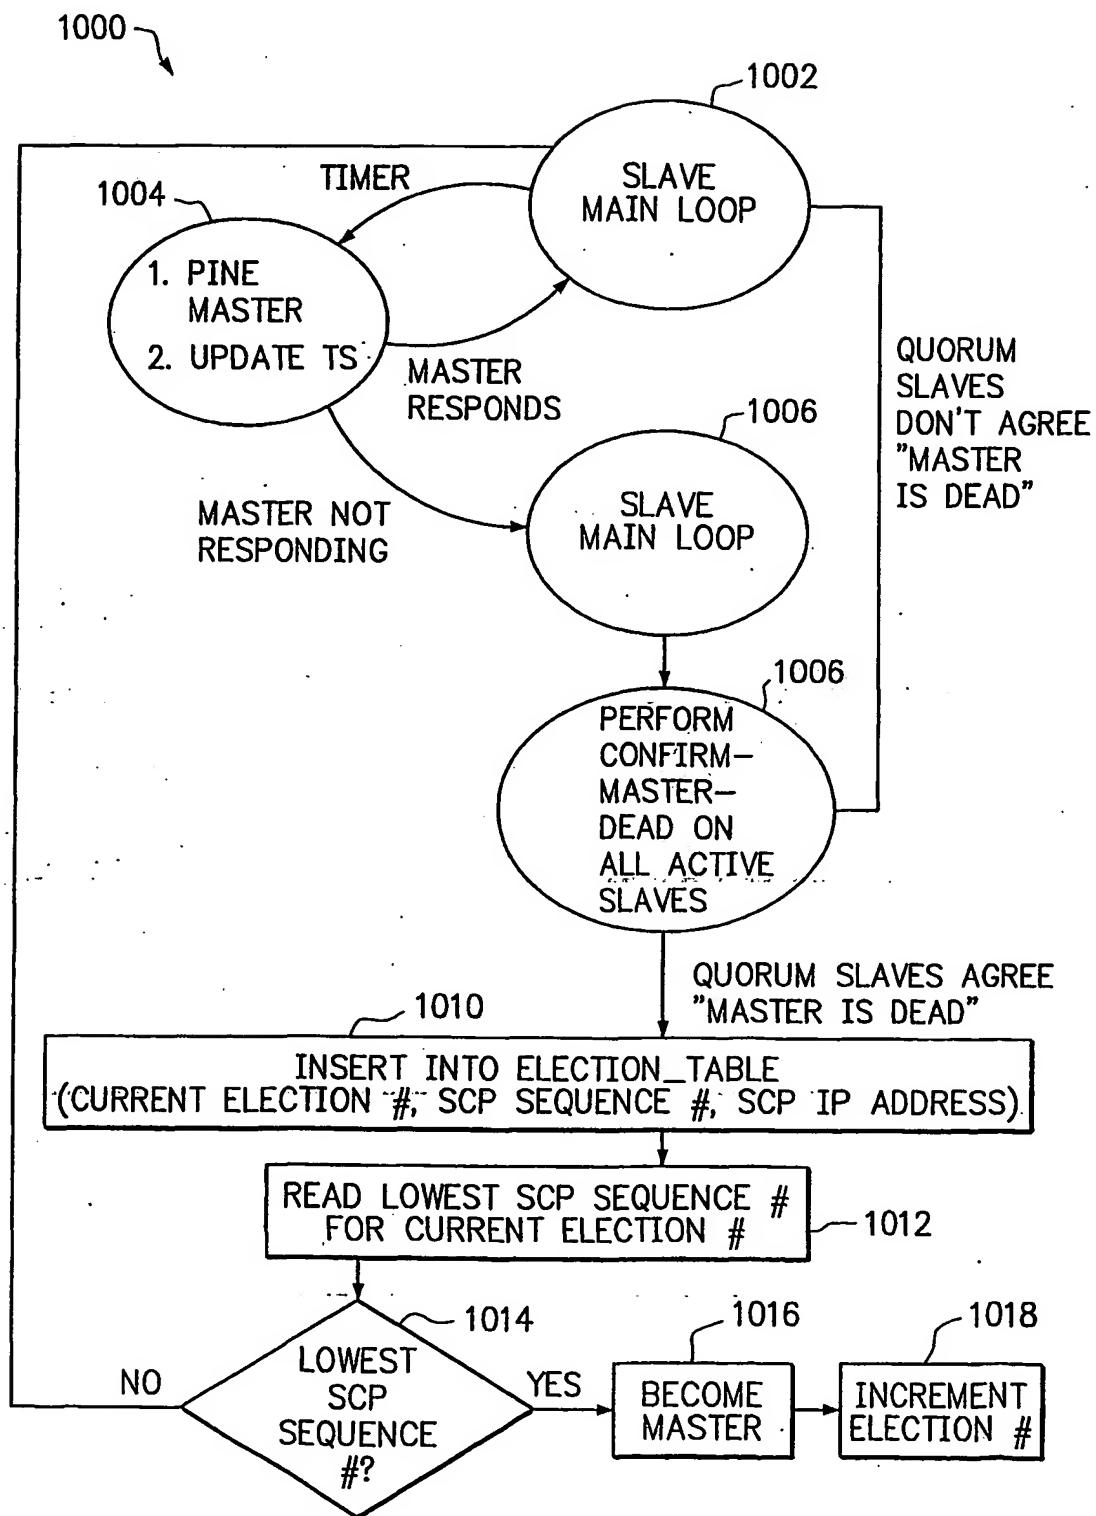 1000
1002
SLAVE
MAIN LOOP
TIMER
1004
1. PINE
MASTER
2. UPDATE TS
MASTER
RESPONDS
QUORUM
SLAVES
DON'T AGREE
"MASTER
IS DEAD"
1006
SLAVE
MAIN LOOP
MASTER NOT
RESPONDING
1006
PERFORM
CONFIRM-
MASTER-
DEAD ON
ALL ACTIVE
SLAVES
QUORUM SLAVES AGREE
"MASTER IS DEAD"
1010
INSERT INTO ELECTION_TABLE
(CURRENT ELECTION #, SCP SEQUENCE #, SCP IP ADDRESS)
READ LOWEST SCP SEQUENCE #
FOR CURRENT ELECTION #
1012
1014
LOWEST
SCP
SEQUENCE
#?
NO
YES
1016
BECOME
MASTER
1018
INCREMENT
ELECTION #